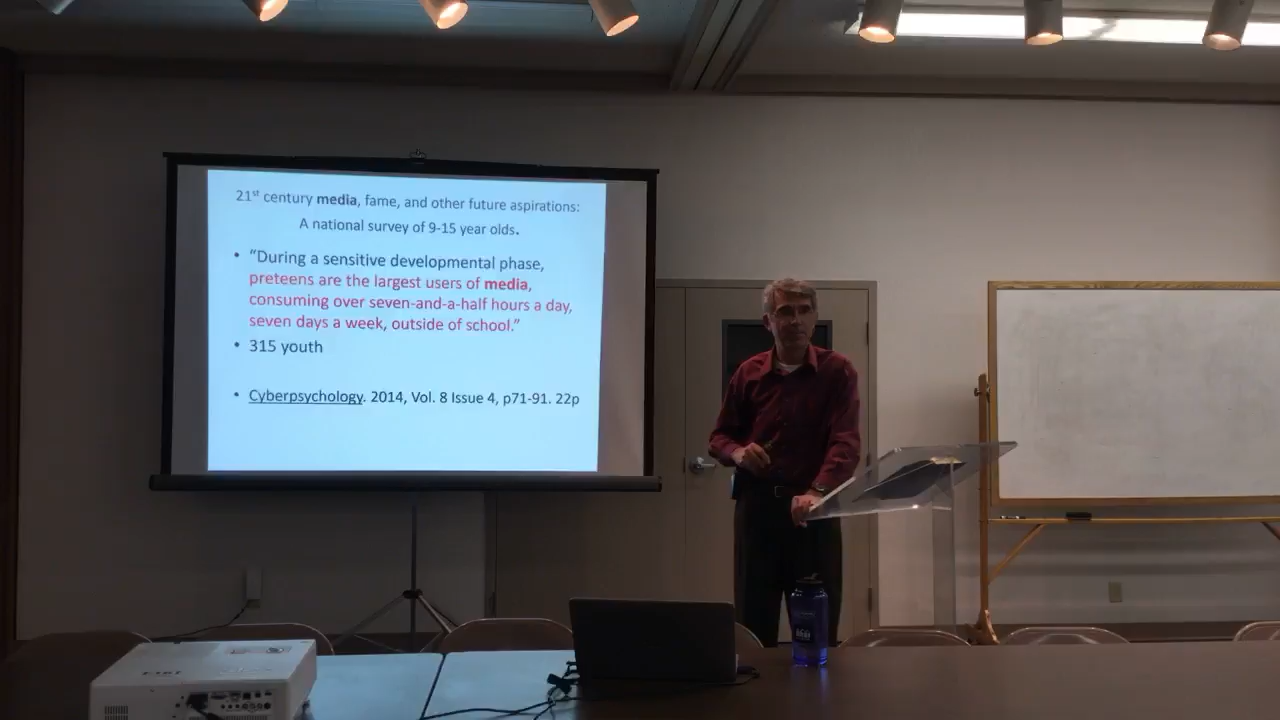 21st century media, fame, and other future aspirations:
A national survey of 9-15 year olds.
• "During a sensitive developmental phase,
preteens are the largest users of media,
consuming over seven-and-a-half hours a day,
seven days a week, outside of school."
• 315 youth
• Cyberpsychology. 2014, Vol. 8 Issue 4, p71-91. 22p